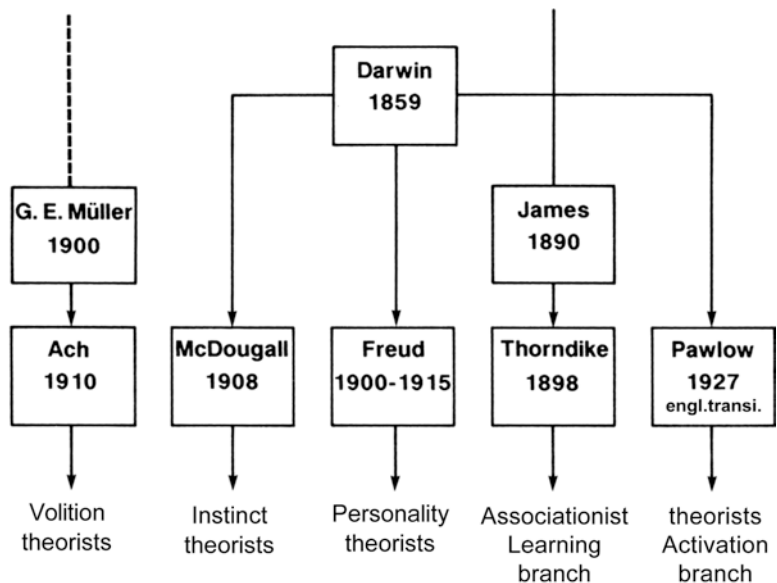 Darwin
1859
G. E. Müller
1900
James
1890
Ach
1910
McDougall
1908
Freud
1900-1915
Thorndike
1898
Pawlow
1927
engl.transi.
Volition
theorists
Instinct
theorists
Personality
theorists
Associationist
Learning
branch
theorists
Activation
branch